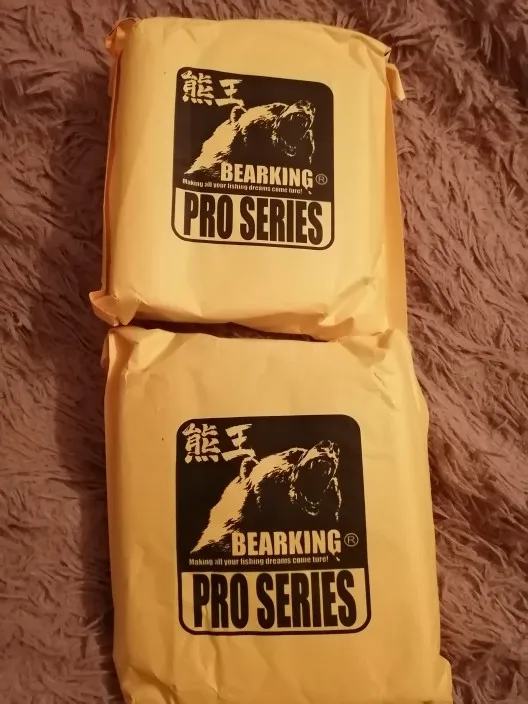 熊王
BEARKING®
Making all your fishing dreams come ture!
PRO SERIES
熊王
BEARKING®
Making all your fishing dreams come ture!
PRO SERIES